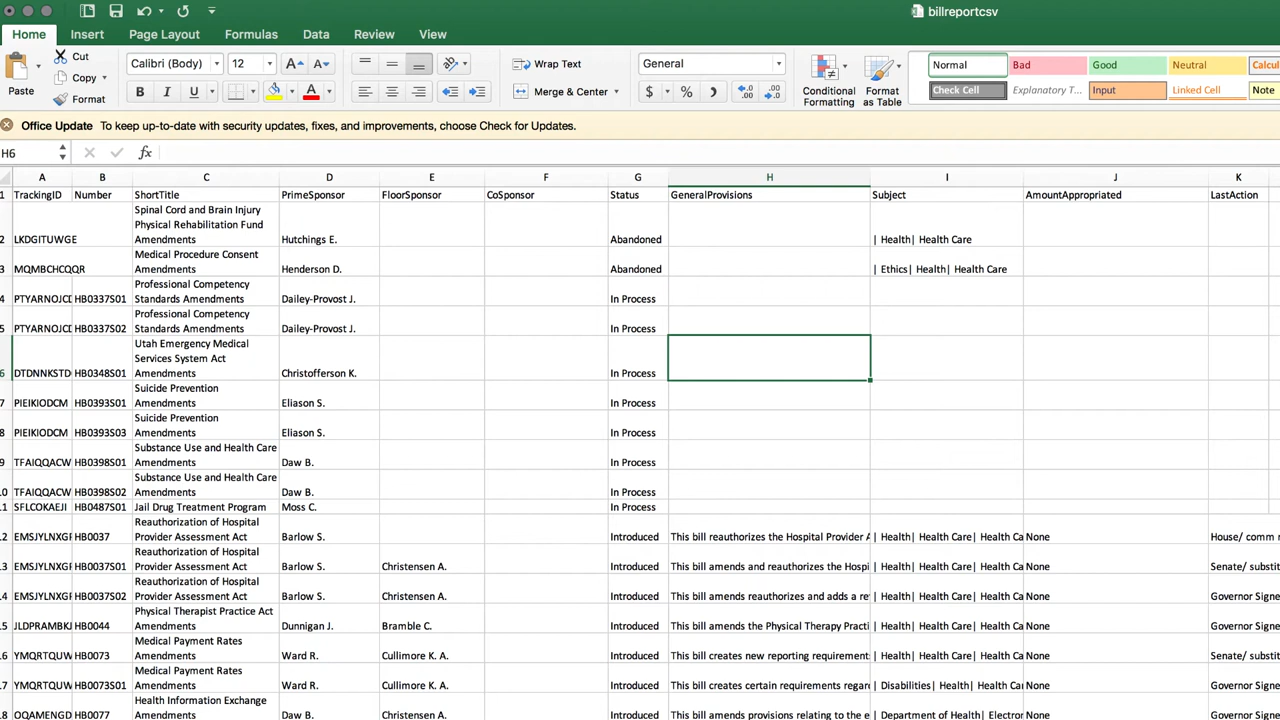 billreportcsv
Home Insert Page Layout Formulas Data Review View
Paste Cut Calibri (Body) 12 A A Wrap Text General Conditional Formatting Format as Table Normal Bad Good Neutral
Copy Format B I U A Merge & Center $ % Check Cell Explanatory T... Input Linked Cell Note
Office Update To keep up-to-date with security updates, fixes, and improvements, choose Check for Updates.
H6 fx
A B C D E F G H I J K
1 TrackingID Number ShortTitle PrimeSponsor FloorSponsor CoSponsor Status GeneralProvisions Subject AmountAppropriated LastAction
Spinal Cord and Brain Injury
Physical Rehabilitation Fund
2 LKDGITUWGE Amendments Hutchings E. Abandoned | Health| Health Care
Medical Procedure Consent
3 MQMBCHCQQR Amendments Henderson D. Abandoned | Ethics| Health| Health Care
Professional Competency
4 PTYARNOJCD HB0337S01 Standards Amendments Dailey-Provost J. In Process
Professional Competency
5 PTYARNOJCD HB0337S02 Standards Amendments Dailey-Provost J. In Process
Utah Emergency Medical
Services System Act
6 DTDNNKSTD HB0348S01 Amendments Christofferson K. In Process
Suicide Prevention
7 PIEIKIODCM HB0393S01 Amendments Eliason S. In Process
Suicide Prevention
8 PIEIKIODCM HB0393S03 Amendments Eliason S. In Process
Substance Use and Health Care
9 TFAIQQACW HB0398S01 Amendments Daw B. In Process
Substance Use and Health Care
10 TFAIQQACW HB0398S02 Amendments Daw B. In Process
11 SFLCOKAEJI HB0487S01 Jail Drug Treatment Program Moss C. In Process
Reauthorization of Hospital
12 EMSJYLNXGF HB0037 Provider Assessment Act Barlow S. Introduced This bill reauthorizes the Hospital Provider A | Health| Health Care| Health Ca None House/ comm r
Reauthorization of Hospital
13 EMSJYLNXGF HB0037S01 Provider Assessment Act Barlow S. Christensen A. Introduced This bill amends and reauthorizes the Hospi | Health| Health Care| Health Ca None Senate/ substit
Reauthorization of Hospital
14 EMSJYLNXGF HB0037S02 Provider Assessment Act Barlow S. Christensen A. Introduced This bill amends reauthorizes and adds a re | Health| Health Care| Health Ca None Governor Signe
Physical Therapist Practice Act
15 JLDPRAMBKJ HB0044 Amendments Dunnigan J. Bramble C. Introduced This bill amends the Physical Therapy Practi | Health| Health Care| Health Ca None Governor Signe
Medical Payment Rates
16 YMQRTQUW HB0073 Amendments Ward R. Cullimore K. A. Introduced This bill creates new reporting requirement | Health| Health Care| Health Ca None Senate/ substit
Medical Payment Rates
17 YMQRTQUW HB0073S01 Amendments Ward R. Cullimore K. A. Introduced This bill creates certain requirements regar | Disabilities| Health| Health Ca None Governor Signe
Health Information Exchange
18 OQAMENGD HB0077 Amendments Daw B. Christensen A. Introduced This bill amends provisions relating to the e | Department of Health| Electror None Governor Signe